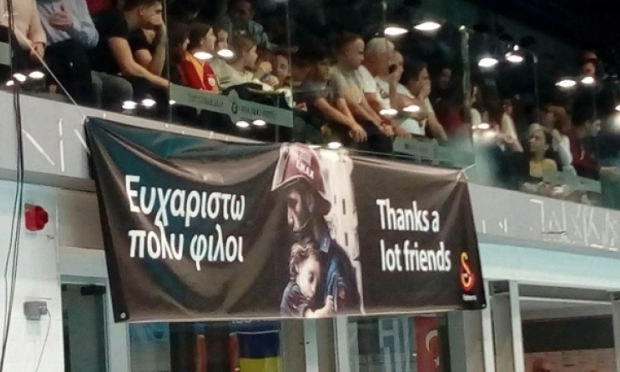 Ευχαριστω
πολυ φιλοι
Thanks a
lot friends